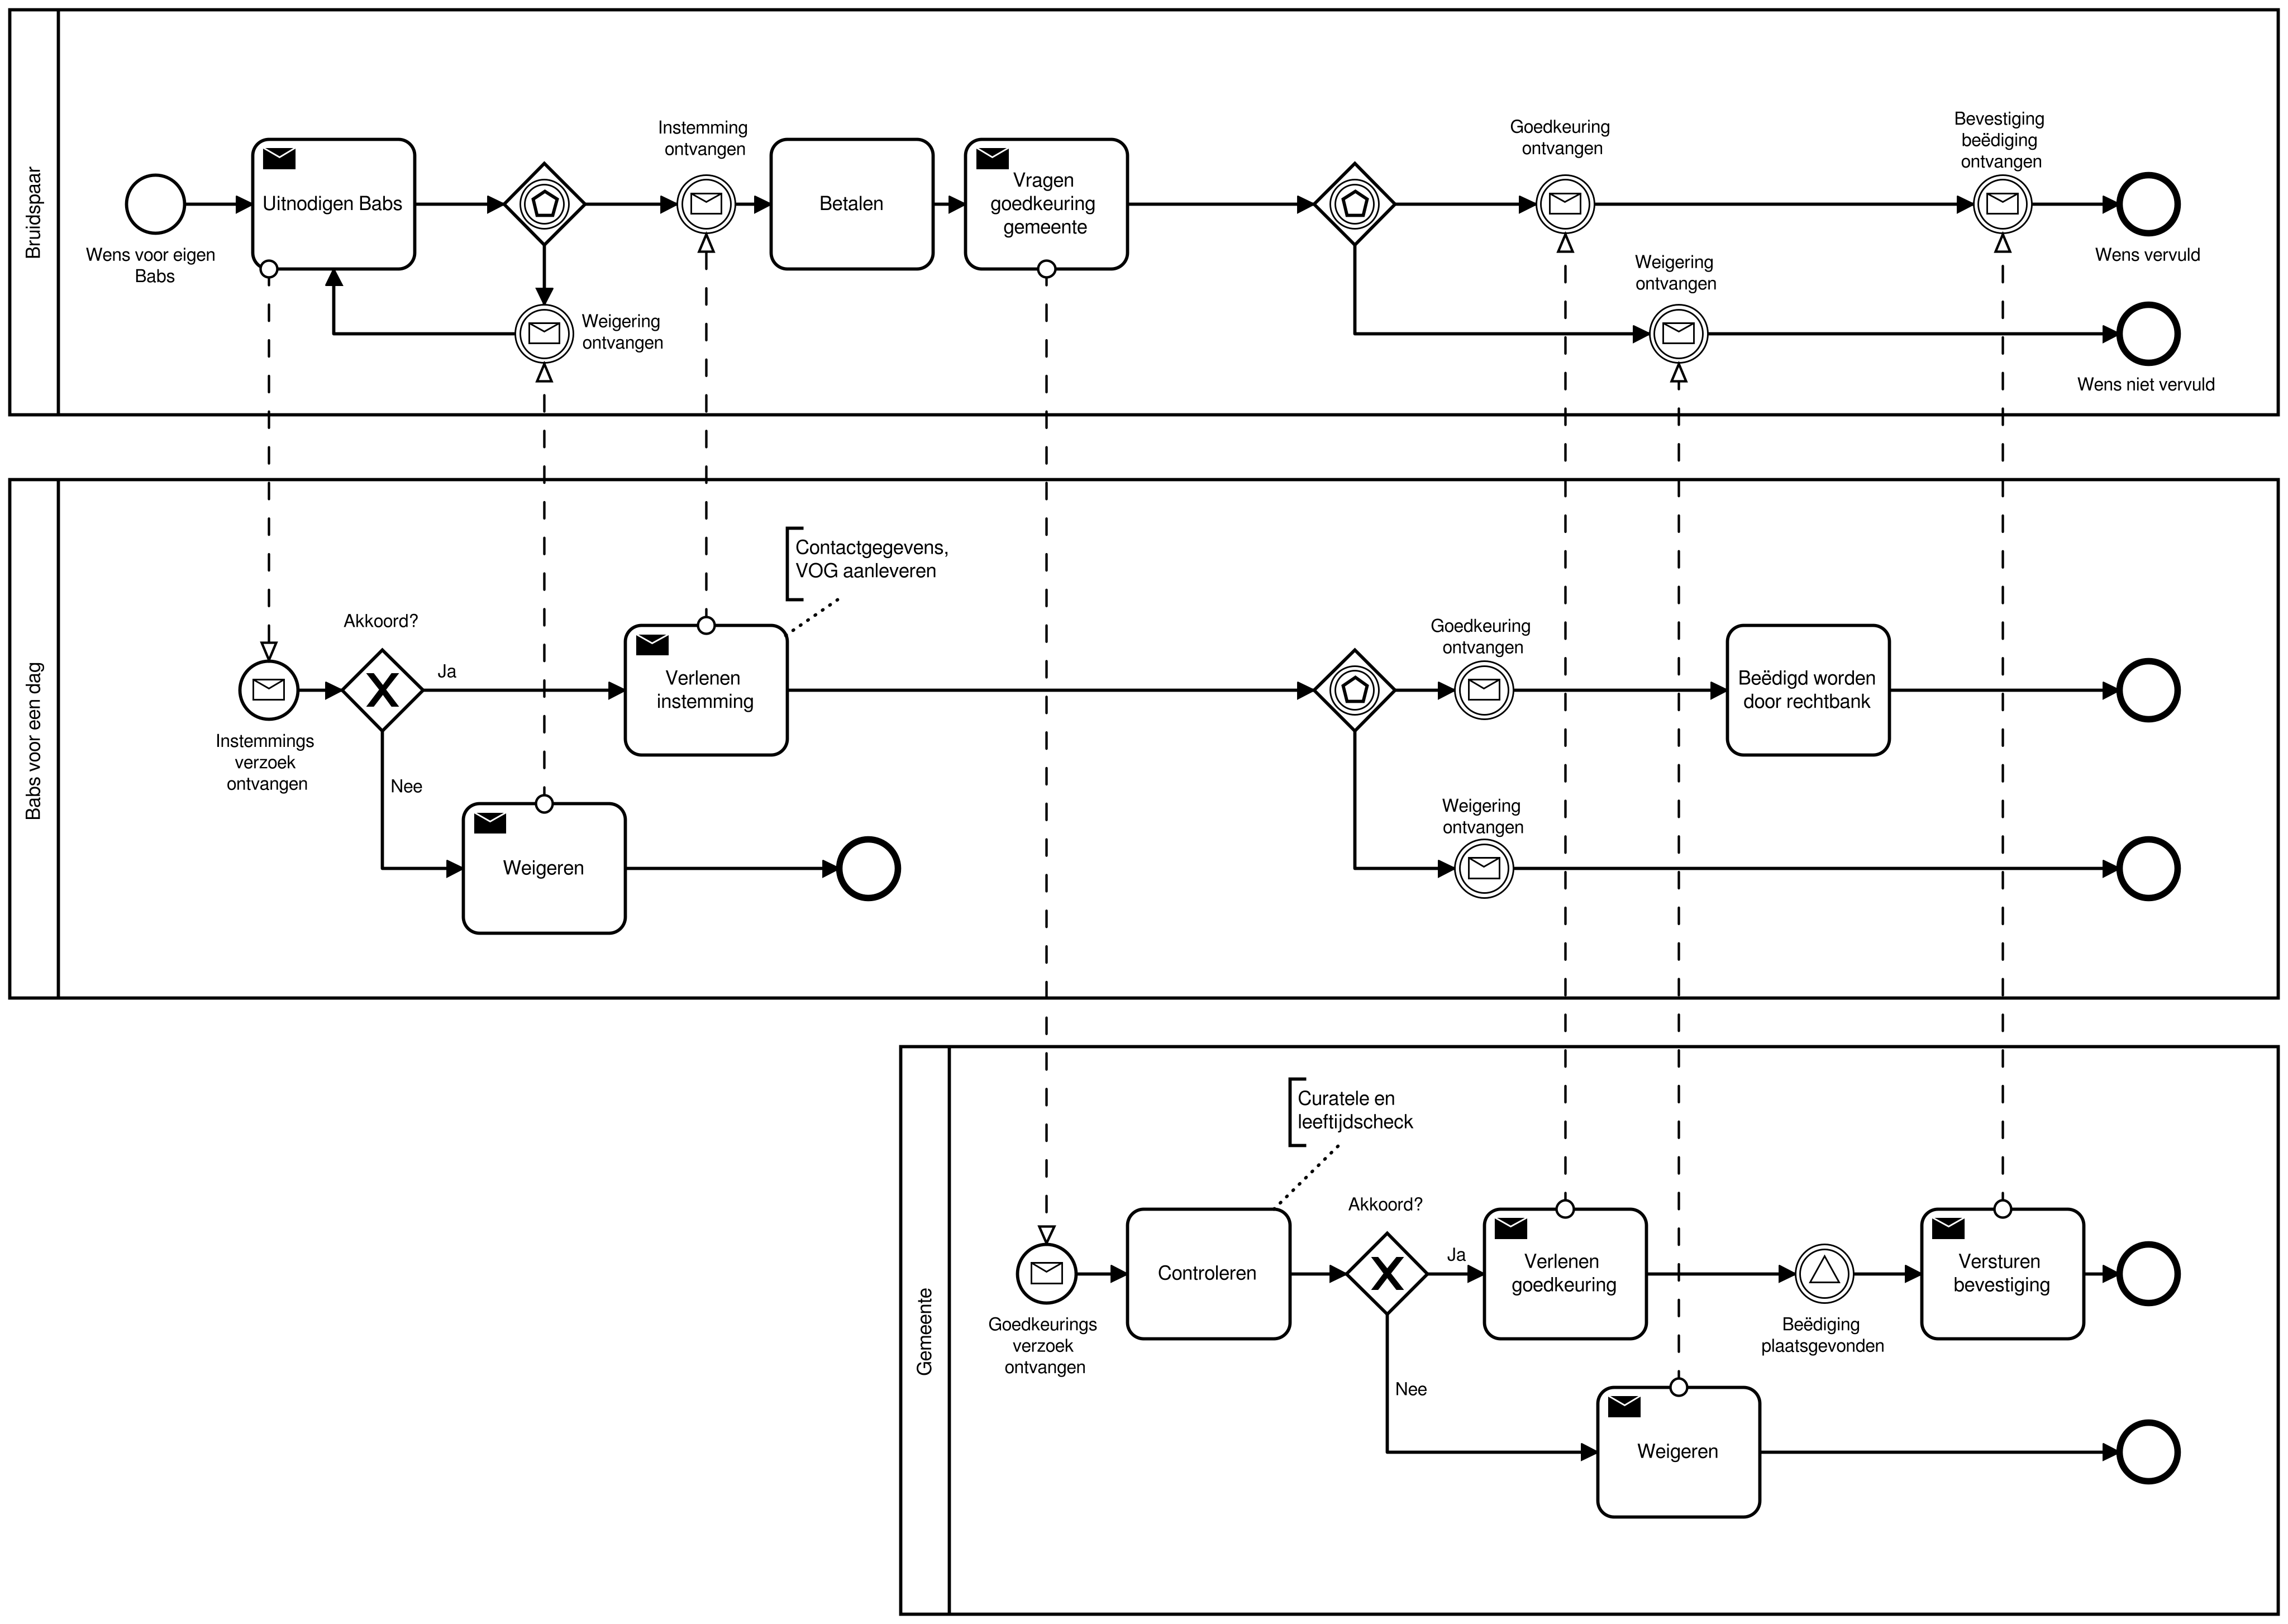 Bruidspaar
Wens voor eigen
Babs
Uitnodigen Babs
Weigering
ontvangen
Instemming
ontvangen
Betalen
Vragen
goedkeuring
gemeente
Goedkeuring
ontvangen
Weigering
ontvangen
Bevestiging
beëdiging
ontvangen
Wens vervuld
Wens niet vervuld
Babs voor een dag
Instemmings
verzoek
ontvangen
Akkoord?
Ja
Nee
Verlenen
instemming
Contactgegevens,
VOG aanleveren
Weigeren
Goedkeuring
ontvangen
Weigering
ontvangen
Beëdigd worden
door rechtbank
Gemeente
Goedkeurings
verzoek
ontvangen
Controleren
Curatele en
leeftijdscheck
Akkoord?
Ja
Nee
Verlenen
goedkeuring
Weigeren
Beëdiging
plaatsgevonden
Versturen
bevestiging